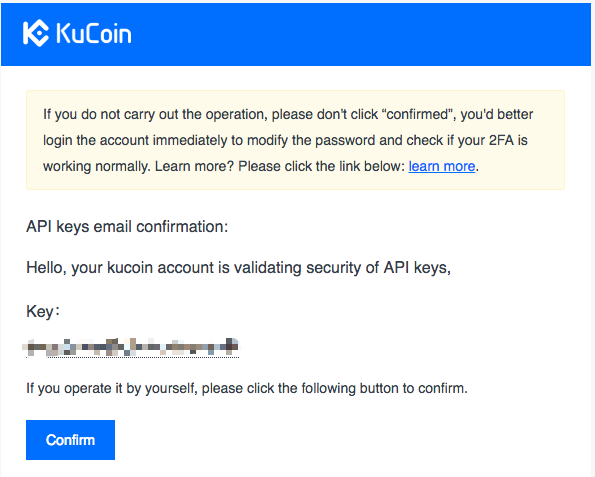 KuCoin
If you do not carry out the operation, please don't click “confirmed”, you'd better
login the account immediately to modify the password and check if your 2FA is
working normally. Learn more? Please click the link below: learn more.
API keys email confirmation:
Hello, your kucoin account is validating security of API keys,
Key：
If you operate it by yourself, please click the following button to confirm.
Confirm